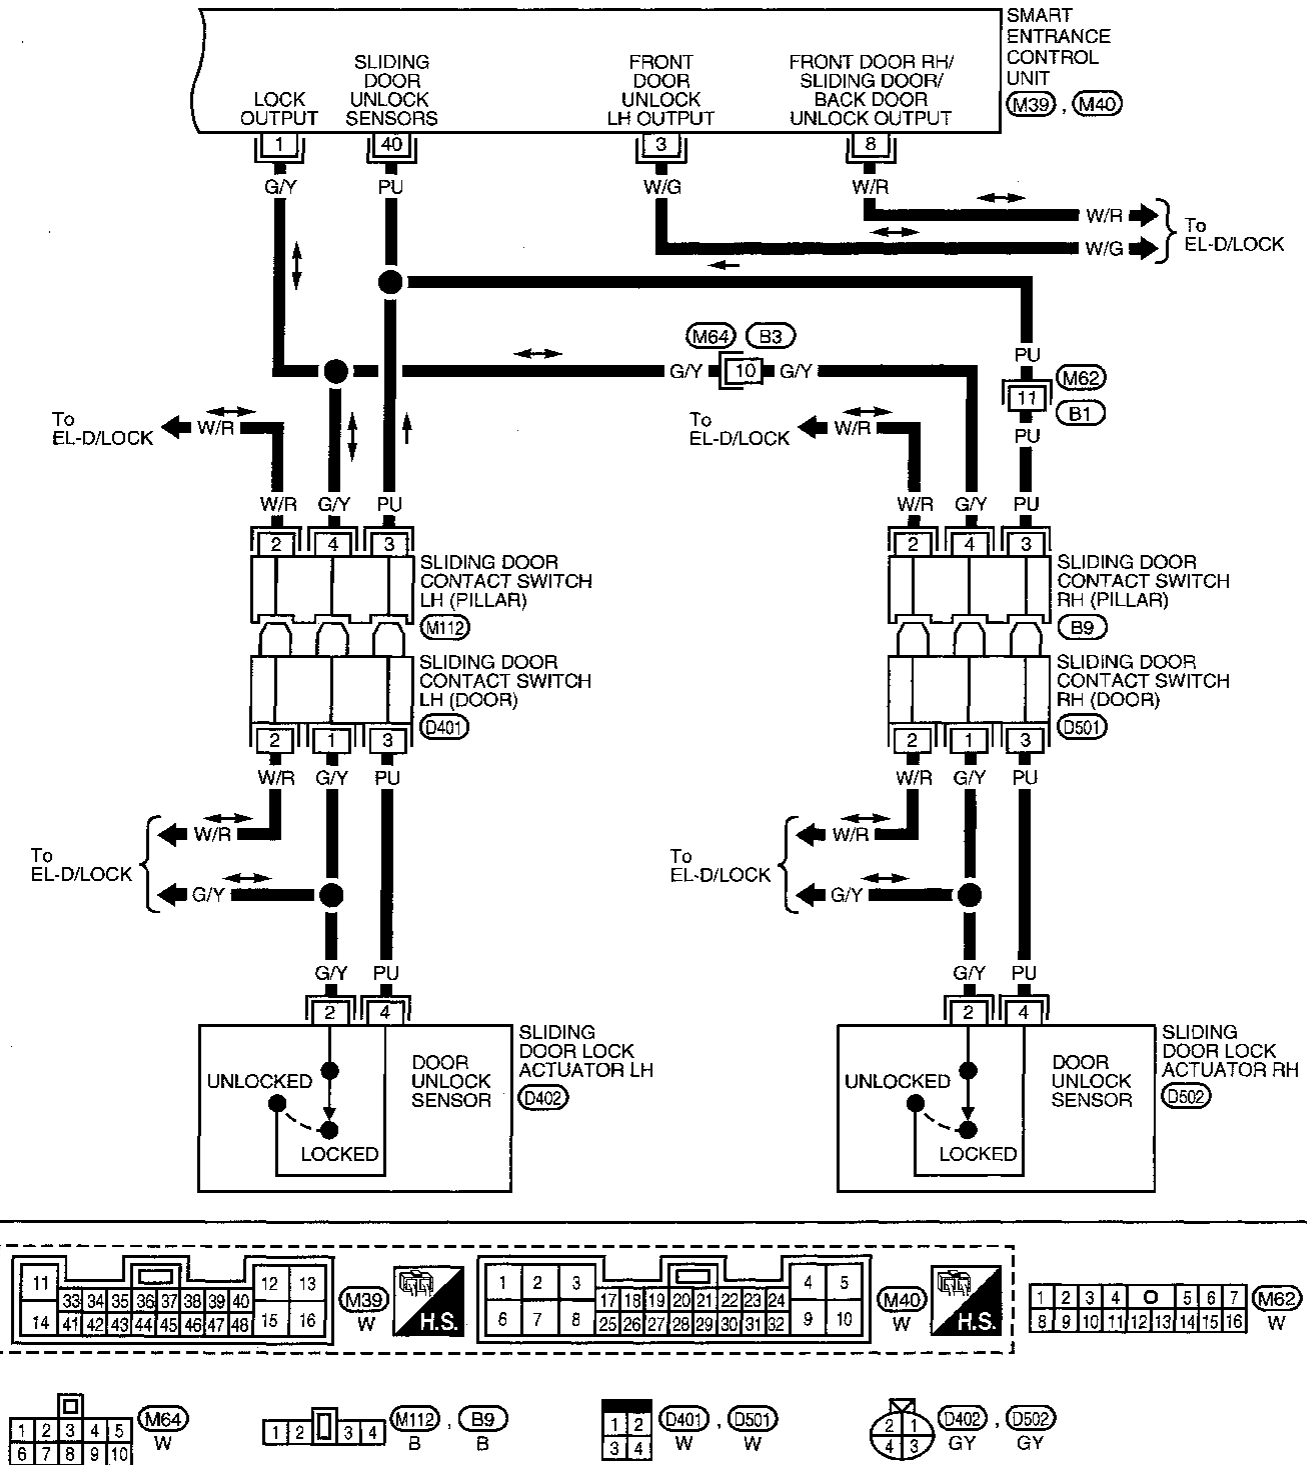 SMART
ENTRANCE
CONTROL
UNIT
M39 , M40
LOCK
OUTPUT
SLIDING
DOOR
UNLOCK
SENSORS
FRONT
DOOR
UNLOCK
LH OUTPUT
FRONT DOOR RH/
SLIDING DOOR/
BACK DOOR
UNLOCK OUTPUT
1 40 3 8
G/Y PU W/G W/R
W/R
W/G
To
EL-D/LOCK
M64 B3
G/Y 10 G/Y
PU
11
PU
M62
B1
To
EL-D/LOCK
W/R
To
EL-D/LOCK
W/R
W/R G/Y PU
2 4 3
SLIDING DOOR
CONTACT SWITCH
LH (PILLAR)
M112
SLIDING DOOR
CONTACT SWITCH
LH (DOOR)
D401
2 1 3
W/R G/Y PU
W/R G/Y PU
2 4 3
SLIDING DOOR
CONTACT SWITCH
RH (PILLAR)
B9
SLIDING DOOR
CONTACT SWITCH
RH (DOOR)
D501
2 1 3
W/R G/Y PU
To
EL-D/LOCK
W/R
G/Y
To
EL-D/LOCK
W/R
G/Y
G/Y PU
2 4
UNLOCKED
LOCKED
DOOR
UNLOCK
SENSOR
SLIDING
DOOR LOCK
ACTUATOR LH
D402
G/Y PU
2 4
UNLOCKED
LOCKED
DOOR
UNLOCK
SENSOR
SLIDING
DOOR LOCK
ACTUATOR RH
D502
11 12 13
33 34 35 36 37 38 39 40
14 41 42 43 44 45 46 47 48 15 16
M39
W
H.S.
1 2 3 4 5
17 18 19 20 21 22 23 24
6 7 8 25 26 27 28 29 30 31 32 9 10
M40
W
H.S.
1 2 3 4 5 6 7
8 9 10 11 12 13 14 15 16
M62
W
1 2 3 4 5
6 7 8 9 10
M64
W
1 2 3 4
M112 , B9
B B
1 2
3 4
D401 , D501
W W
2 1
4 3
D402 , D502
GY GY